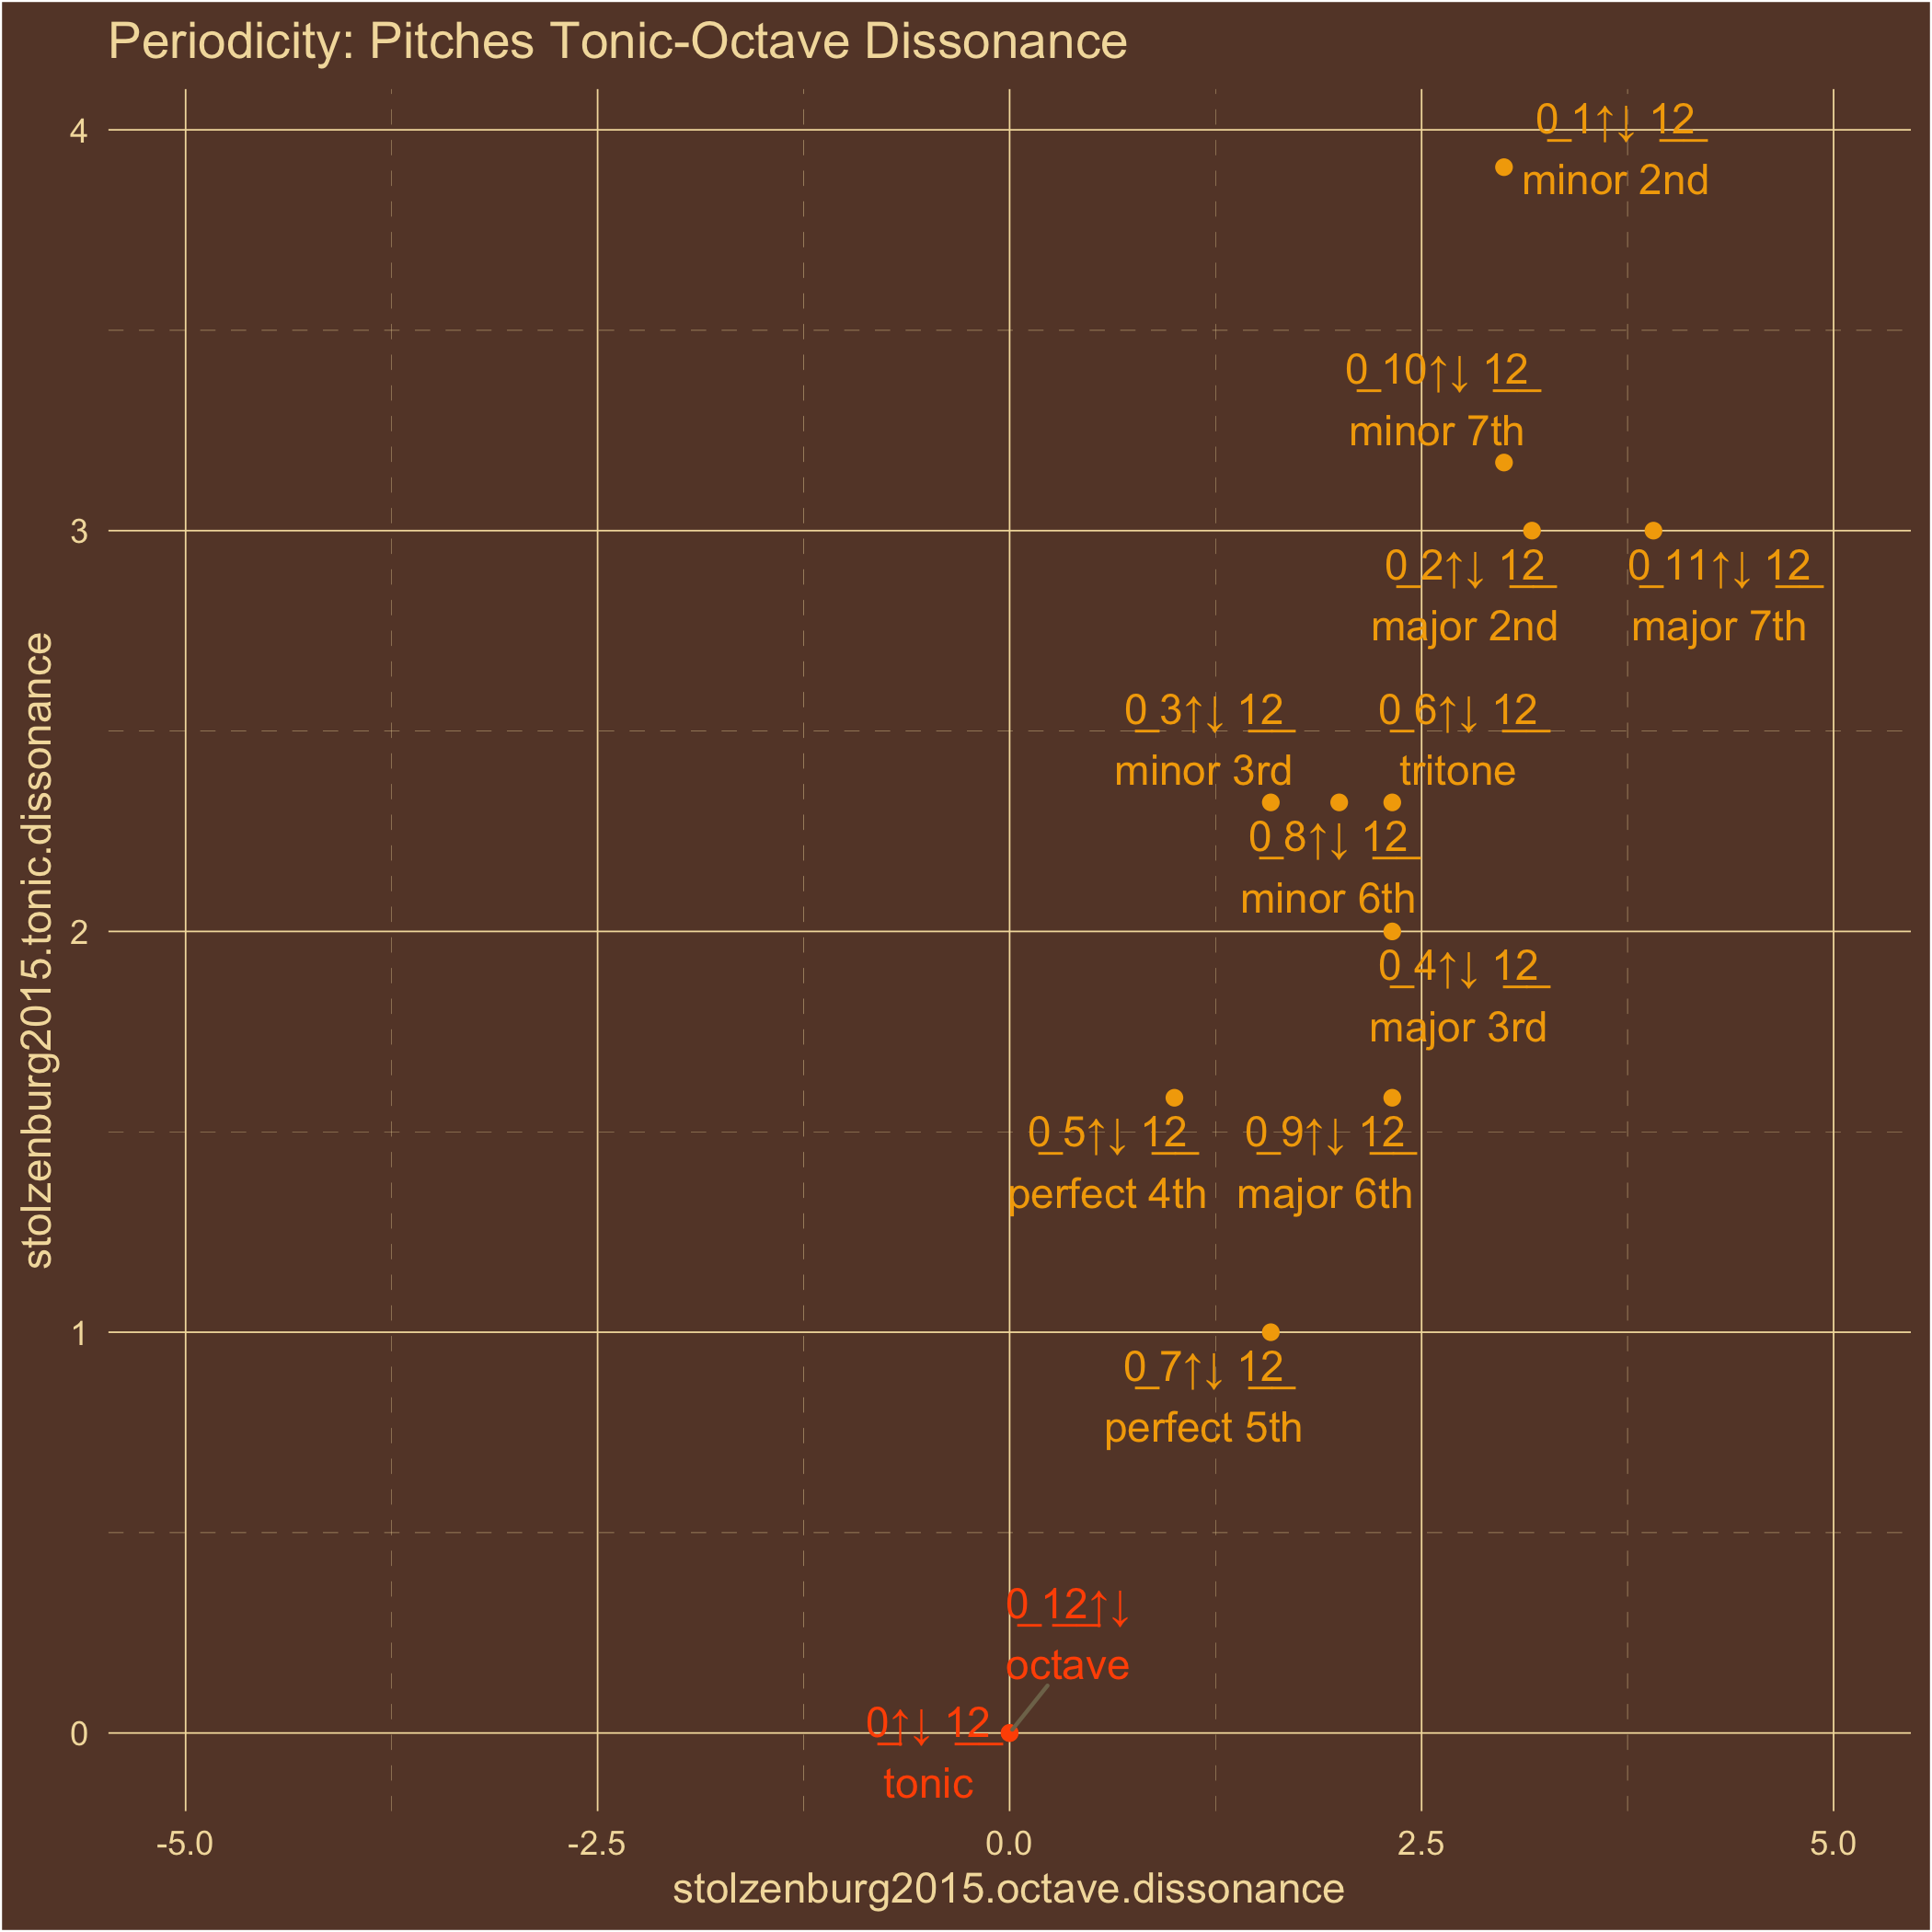 Periodicity: Pitches Tonic-Octave Dissonance
4
0 1↑↓ 12
minor 2nd
0 10↑↓ 12
minor 7th
3
0 2↑↓ 12
major 2nd
0 11↑↓ 12
major 7th
0 3↑↓ 12
minor 3rd
0 6↑↓ 12
tritone
0 8↑↓ 12
minor 6th
2
0 4↑↓ 12
major 3rd
0 5↑↓ 12
perfect 4th
0 9↑↓ 12
major 6th
1
0 7↑↓ 12
perfect 5th
0 12↑↓
octave
0
0↑↓ 12
tonic
-5.0
-2.5
0.0
2.5
5.0
stolzenburg2015.octave.dissonance
stolzenburg2015.tonic.dissonance